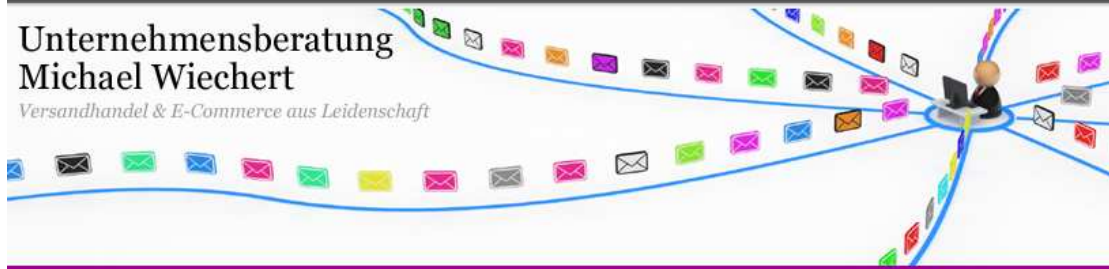 Unternehmensberatung
Michael Wiechert
Versandhandel & E-Commerce aus Leidenschaft